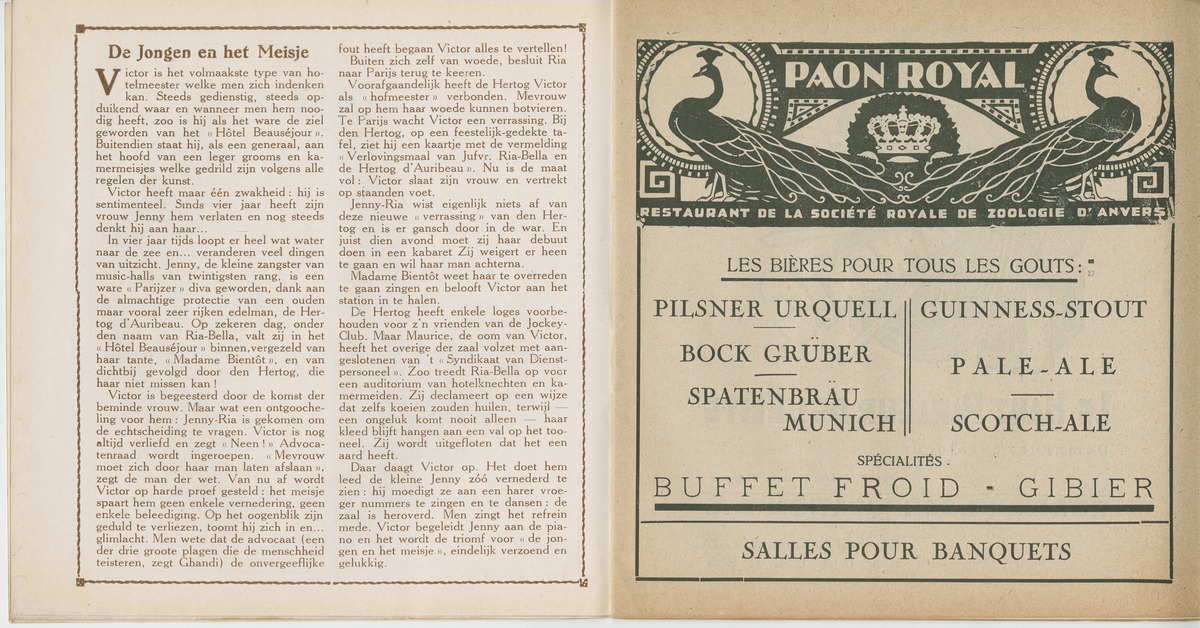 De Jongen en het Meisje
Victor is het volmaakste type van ho-
telmeester welke men zich indenken
kan. Steeds gedienstig, steeds op-
duikend waar en wanneer men hem noo-
dig heeft, zoo is hij als het ware de ziel
geworden van het « Hôtel Beauséjour ».
Buitendien staat hij, als een generaal, aan
het hoofd van een leger grooms en ka-
mermeisjes welke gedrild zijn volgens alle
regelen der kunst.
Victor heeft maar één zwakheid : hij is
sentimenteel. Sinds vier jaar heeft zijn
vrouw Jenny hem verlaten en nog steeds
denkt hij aan haar...
In vier jaar tijds loopt er heel wat water
naar de zee en... veranderen veel dingen
van uitzicht. Jenny, de kleine zangster van
music-halls van twintigsten rang, is een
ware « Parijzer » diva geworden, dank aan
de almachtige protectie van een ouden
maar vooral zeer rijken edelman, de Her-
tog d'Auribeau. Op zekeren dag, onder
den naam van Ria-Bella, valt zij in het
« Hôtel Beauséjour » binnen, vergezeld van
haar tante, « Madame Bientôt », en van
dichtbij gevolgd door den Hertog, die
haar niet missen kan !
Victor is begeesterd door de komst der
beminde vrouw. Maar wat een ontgooche-
ling voor hem : Jenny-Ria is gekomen om
de echtscheiding te vragen. Victor is nog
altijd verliefd en zegt « Neen ! » Advoca-
tenraad wordt ingeroepen. « Mevrouw
moet zich door haar man laten afslaan »,
zegt de man der wet. Van nu af wordt
Victor op harde proef gesteld : het meisje
spaart hem geen enkele vernedering, geen
enkele beleediging. Op het oogenblik zijn
geduld te verliezen, toomt hij zich in en...
glimlacht. Men wete dat de advocaat (een
der drie groote plagen die de menschheid
teisteren, zegt Ghandi) de onvergeeflijke
fout heeft begaan Victor alles te vertellen!
Buiten zich zelf van woede, besluit Ria
naar Parijs terug te keeren.
Voorafgaandelijk heeft de Hertog Victor
als « hofmeester » verbonden. Mevrouw
zal op hem haar woede kunnen botvieren.
Te Parijs wacht Victor een verrassing. Bij
den Hertog, op een feestelijk-gedekte ta-
fel, ziet hij een kaartje met de vermelding
« Verlovingsmaal van Jufvr. Ria-Bella en
de Hertog d'Auribeau ». Nu is de maat
vol : Victor slaat zijn vrouw en vertrekt
op staanden voet.
Jenny-Ria wist eigenlijk niets af van
deze nieuwe « verrassing » van den Her-
tog en is er gansch door in de war. En
juist dien avond moet zij haar debuut
doen in een kabaret Zij weigert er heen
te gaan en wil haar man achterna.
Madame Bientôt weet haar te overreden
te gaan zingen en belooft Victor aan het
station in te halen.
De Hertog heeft enkele loges voorbe-
houden voor z'n vrienden van de Jockey-
Club. Maar Maurice, de oom van Victor,
heeft het overige der zaal volzet met aan-
geslotenen van 't « Syndikaat van Dienst-
personeel ». Zoo treedt Ria-Bella op voor
een auditorium van hotelknechten en ka-
mermeiden. Zij declameert op een wijze
dat zelfs koeien zouden huilen, terwijl —
een ongeluk komt nooit alleen — haar
kleed blijft hangen aan een val op het too-
neel. Zij wordt uitgefloten dat het een
aard heeft.
Daar daagt Victor op. Het doet hem
leed de kleine Jenny zóó vernederd te
zien : hij moedigt ze aan een harer vroe-
ger nummers te zingen en te dansen : de
zaal is heroverd. Men zingt het refrein
mede. Victor begeleidt Jenny aan de pia-
no en het wordt de triomf voor « de jon-
gen en het meisje », eindelijk verzoend en
gelukkig.
PAON ROYAL
RESTAURANT DE LA SOCIÉTÉ ROYALE DE ZOOLOGIE D'ANVERS
LES BIÈRES POUR TOUS LES GOUTS :
PILSNER URQUELL
BOCK GRÜBER
SPATENBRÄU
MUNICH
GUINNESS-STOUT
PALE-ALE
SCOTCH-ALE
SPÉCIALITÉS :
BUFFET FROID - GIBIER
SALLES POUR BANQUETS